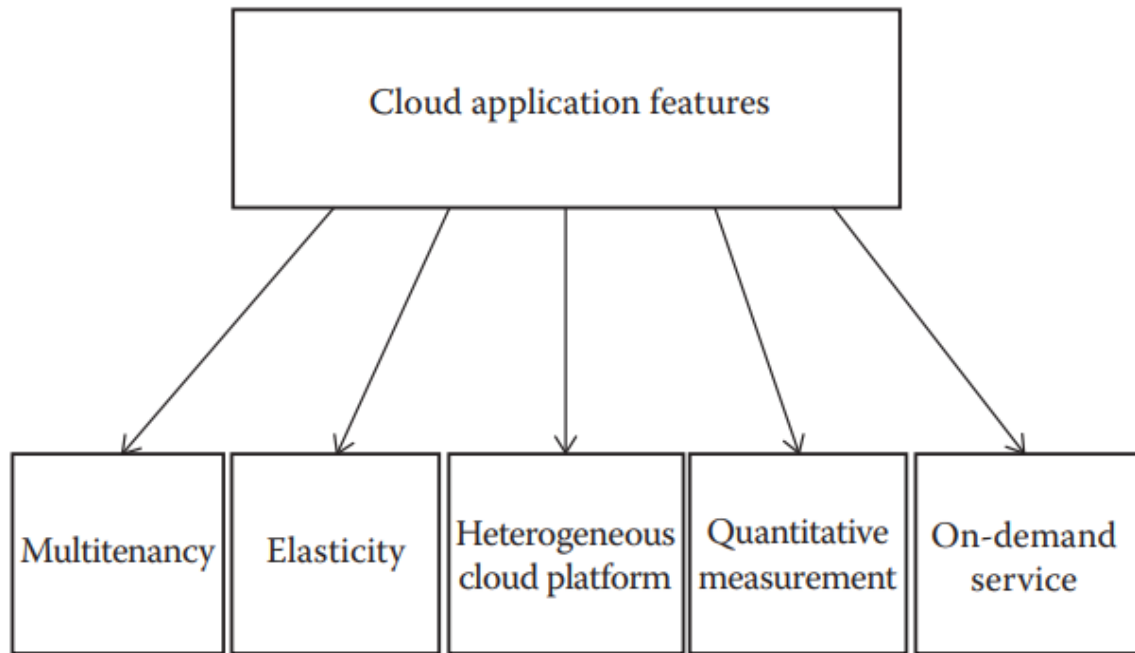 Cloud application features
Multitenancy
Elasticity
Heterogeneous
cloud platform
Quantitative
measurement
On-demand
service